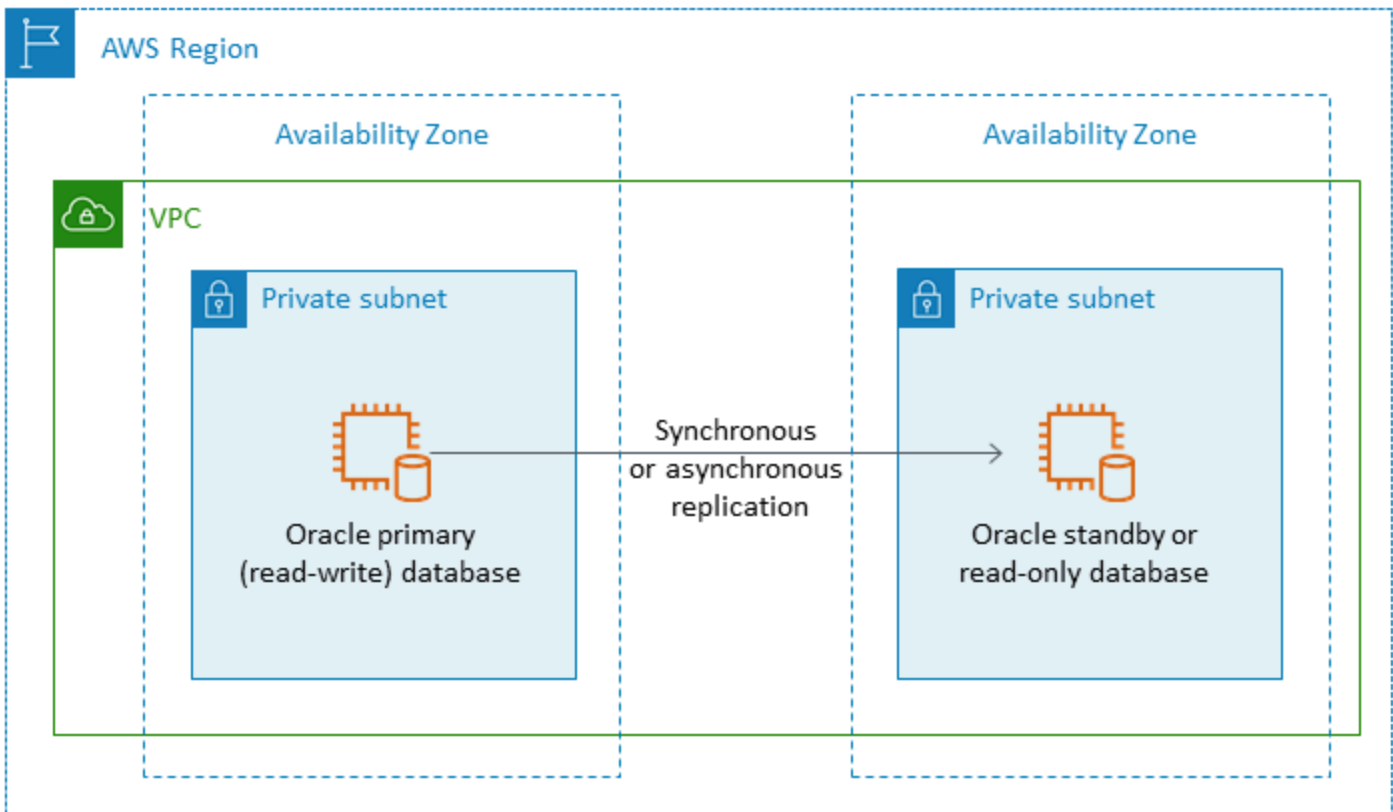 AWS Region
Availability Zone
Availability Zone
VPC
Private subnet
Private subnet
Synchronous
or asynchronous
replication
Oracle primary
(read-write) database
Oracle standby or
read-only database